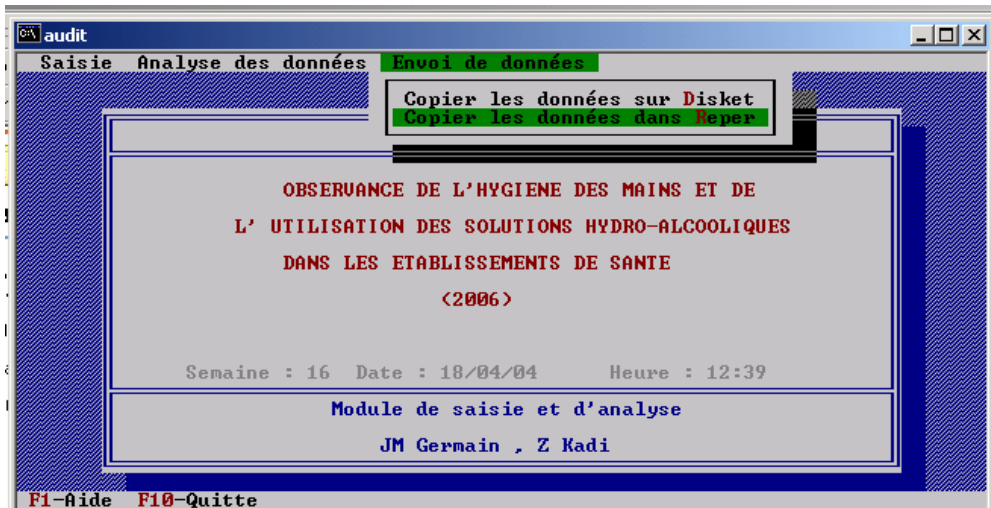 audit
Saisie Analyse des données Envoi de données
Copier les données sur Disket
Copier les données dans Reper
OBSERVANCE DE L'HYGIENE DES MAINS ET DE
L' UTILISATION DES SOLUTIONS HYDRO-ALCOOLIQUES
DANS LES ETABLISSEMENTS DE SANTE
(2006)
Semaine : 16 Date : 18/04/04 Heure : 12:39
Module de saisie et d'analyse
JM Germain , Z Kadi
F1-Aide F10-Quitte